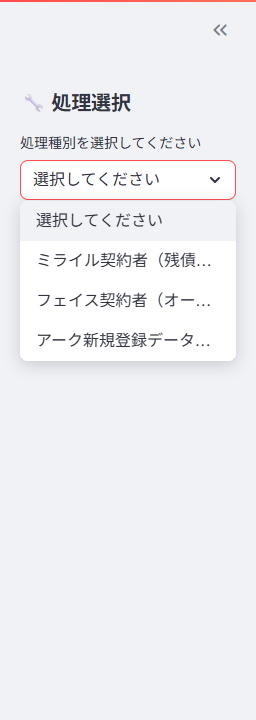 処理選択
処理種別を選択してください
選択してください
選択してください
ミライル契約者（残債...
フェイス契約者（オー...
アーク新規登録データ...